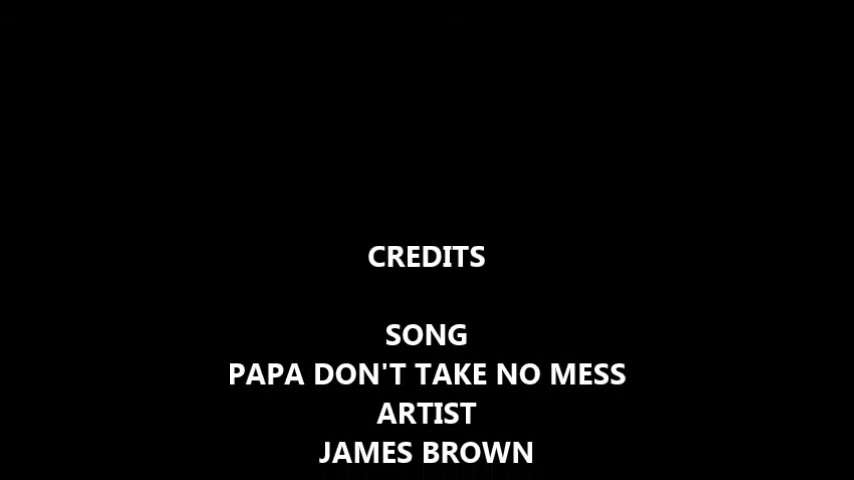 CREDITS
SONG
PAPA DON'T TAKE NO MESS
ARTIST
JAMES BROWN